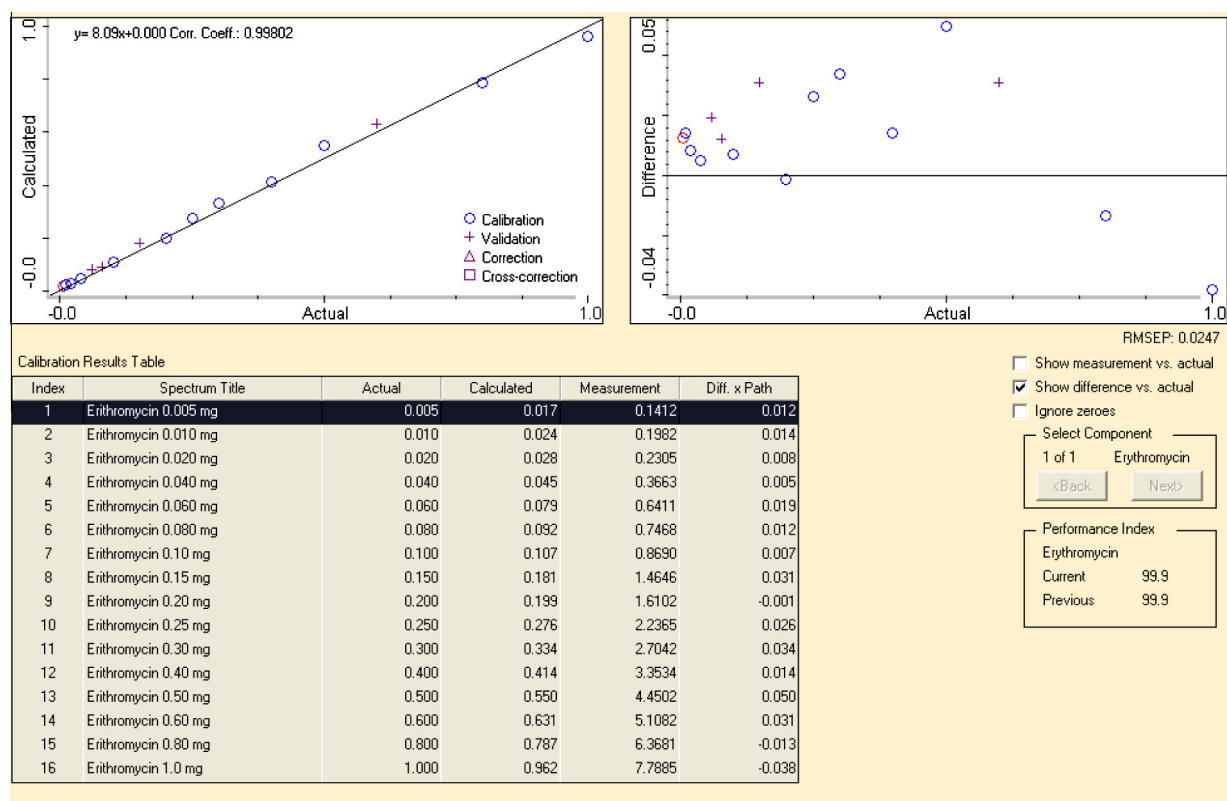 1.0
y= 8.09x+0.000 Corr. Coeff.: 0.99802
Calculated
Calibration
Validation
Correction
Cross-correction
-0.0
-0.0 Actual 1.0
0.05
Difference
-0.04
-0.0 Actual 1.0
RMSEP: 0.0247
Calibration Results Table
Index Spectrum Title Actual Calculated Measurement Diff. x Path
1 Erithromycin 0.005 mg 0.005 0.017 0.1412 0.012
2 Erithromycin 0.010 mg 0.010 0.024 0.1982 0.014
3 Erithromycin 0.020 mg 0.020 0.028 0.2305 0.008
4 Erithromycin 0.040 mg 0.040 0.045 0.3663 0.005
5 Erithromycin 0.060 mg 0.060 0.079 0.6411 0.019
6 Erithromycin 0.080 mg 0.080 0.092 0.7468 0.012
7 Erithromycin 0.10 mg 0.100 0.107 0.8690 0.007
8 Erithromycin 0.15 mg 0.150 0.181 1.4646 0.031
9 Erithromycin 0.20 mg 0.200 0.199 1.6102 -0.001
10 Erithromycin 0.25 mg 0.250 0.276 2.2365 0.026
11 Erithromycin 0.30 mg 0.300 0.334 2.7042 0.034
12 Erithromycin 0.40 mg 0.400 0.414 3.3534 0.014
13 Erithromycin 0.50 mg 0.500 0.550 4.4502 0.050
14 Erithromycin 0.60 mg 0.600 0.631 5.1082 0.031
15 Erithromycin 0.80 mg 0.800 0.787 6.3681 -0.013
16 Erithromycin 1.0 mg 1.000 0.962 7.7885 -0.038
Show measurement vs. actual
Show difference vs. actual
Ignore zeroes
Select Component
1 of 1 Erythromycin
<Back Next>
Performance Index
Erythromycin
Current 99.9
Previous 99.9